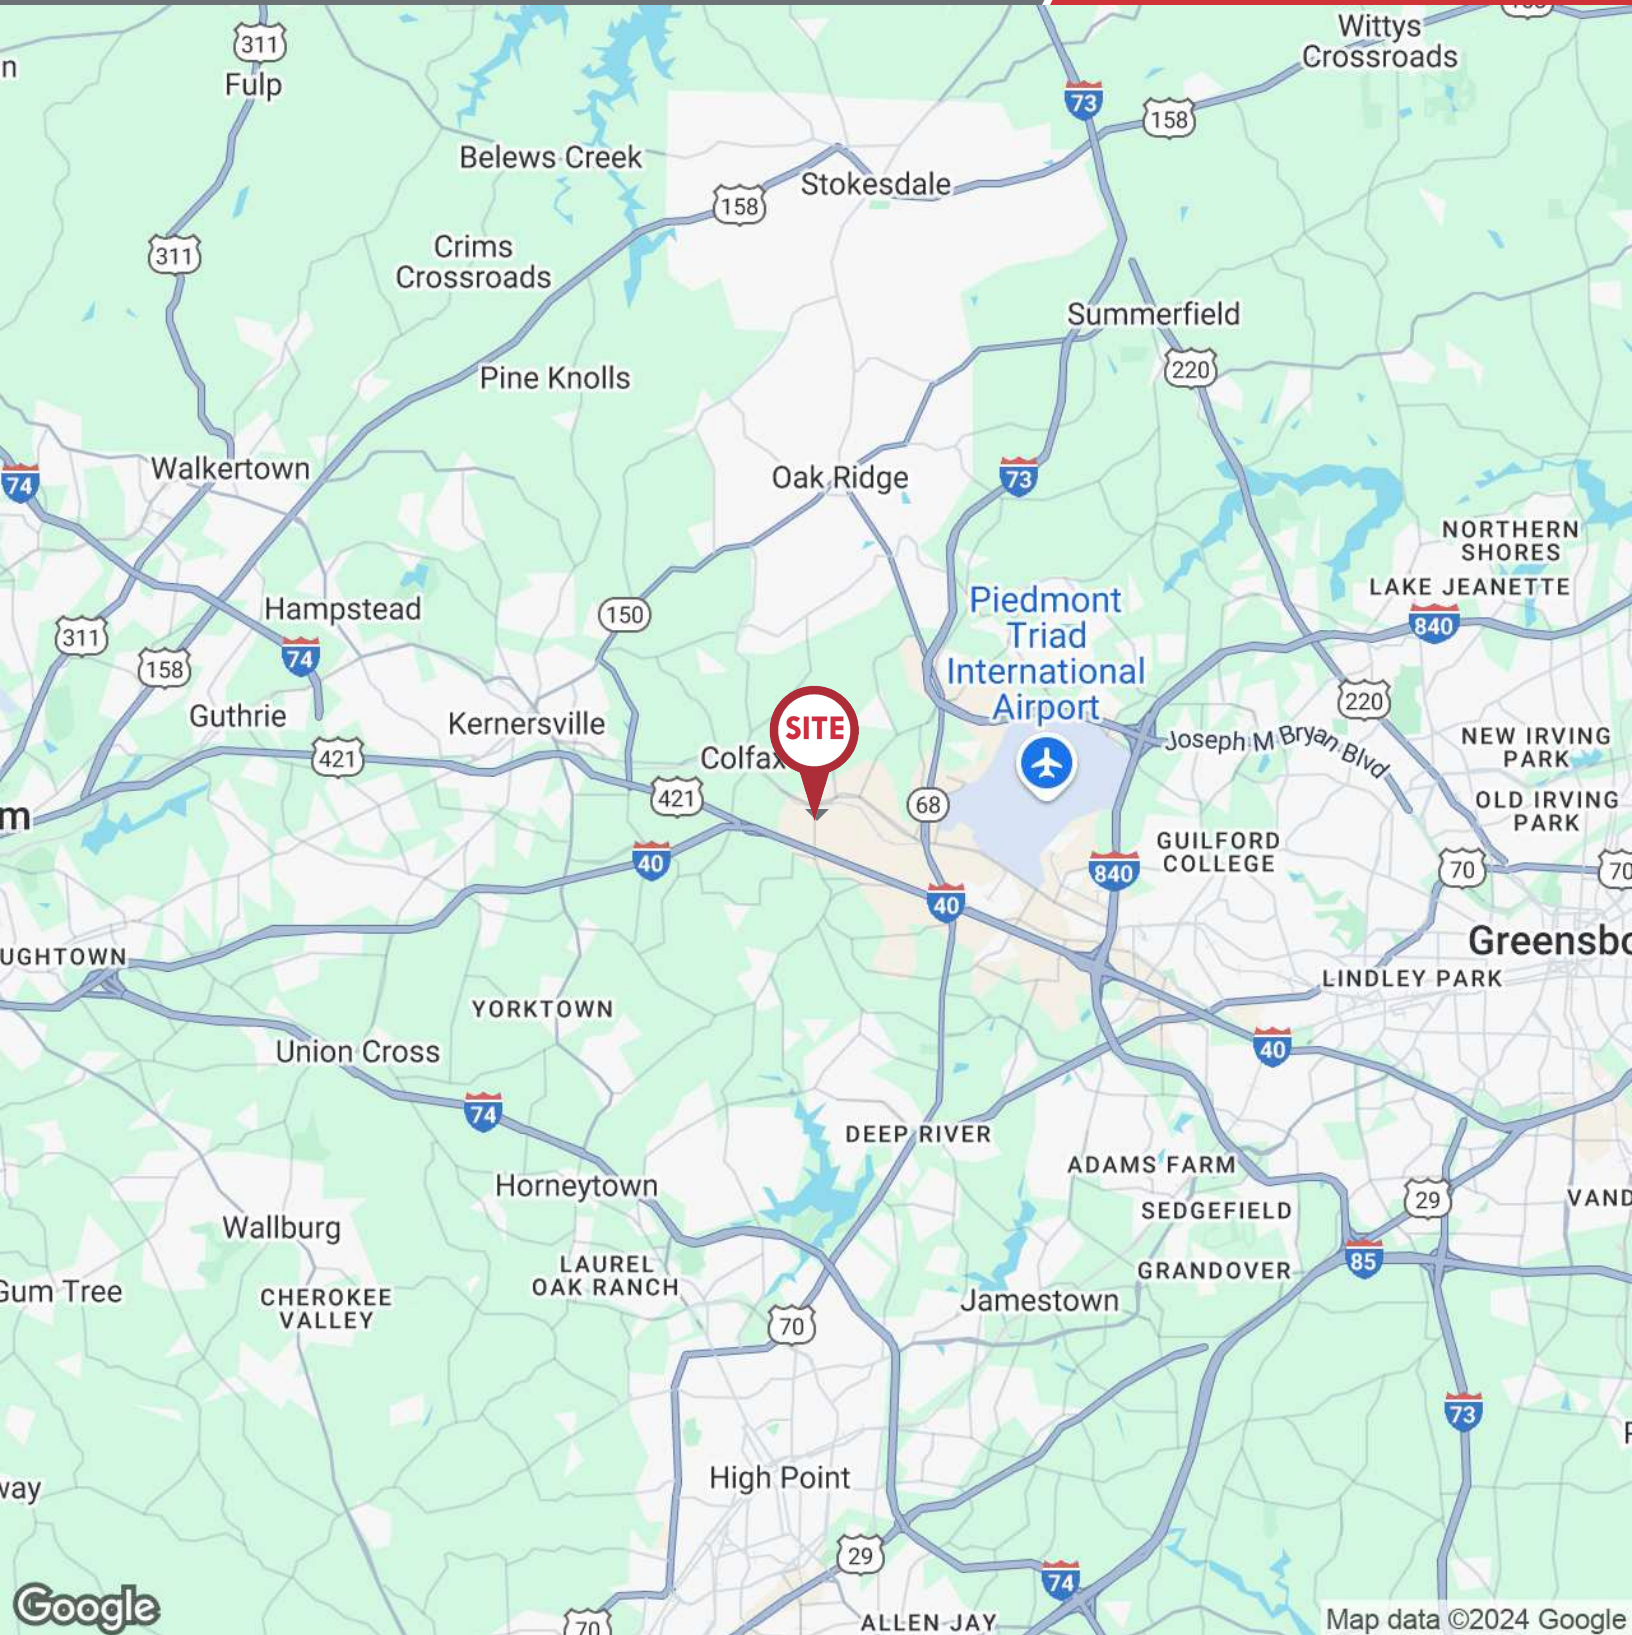 Wittys
Crossroads
311
n
Fulp
73
158
Belews Creek
Stokesdale
158
Crims
Crossroads
311
Summerfield
220
Pine Knolls
Walkertown
Oak Ridge
73
74
NORTHERN
SHORES
LAKE JEANETTE
Piedmont
Triad
International
Airport
Hampstead
150
840
311
74
158
220
Guthrie
Kernersville
SITE
Joseph M Bryan Blvd
NEW IRVING
PARK
421
Colfax
421
68
OLD IRVING
PARK
m
GUILFORD
COLLEGE
40
840
70
70
40
Greensbo
UGHTOWN
LINDLEY PARK
YORKTOWN
Union Cross
40
74
DEEP RIVER
ADAMS FARM
Horneytown
29
VAND
SEDGEFIELD
Wallburg
LAUREL
OAK RANCH
85
GRANDOVER
Gum Tree
CHEROKEE
VALLEY
Jamestown
70
73
High Point
way
29
74
Google
70
ALLEN JAY
Map data ©2024 Google